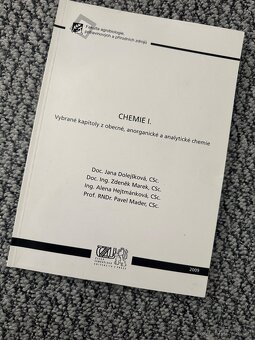 Fakulta agrobiologie,
potravinových a přírodních zdrojů
CHEMIE I.
Vybrané kapitoly z obecné, anorganické a analytické chemie
Doc. Jana Dolejšková, CSc.
Doc. Ing. Zdeněk Marek, CSc.
Ing. Alena Hejtmánková, CSc.
Prof. RNDr. Pavel Mader, CSc.
2009